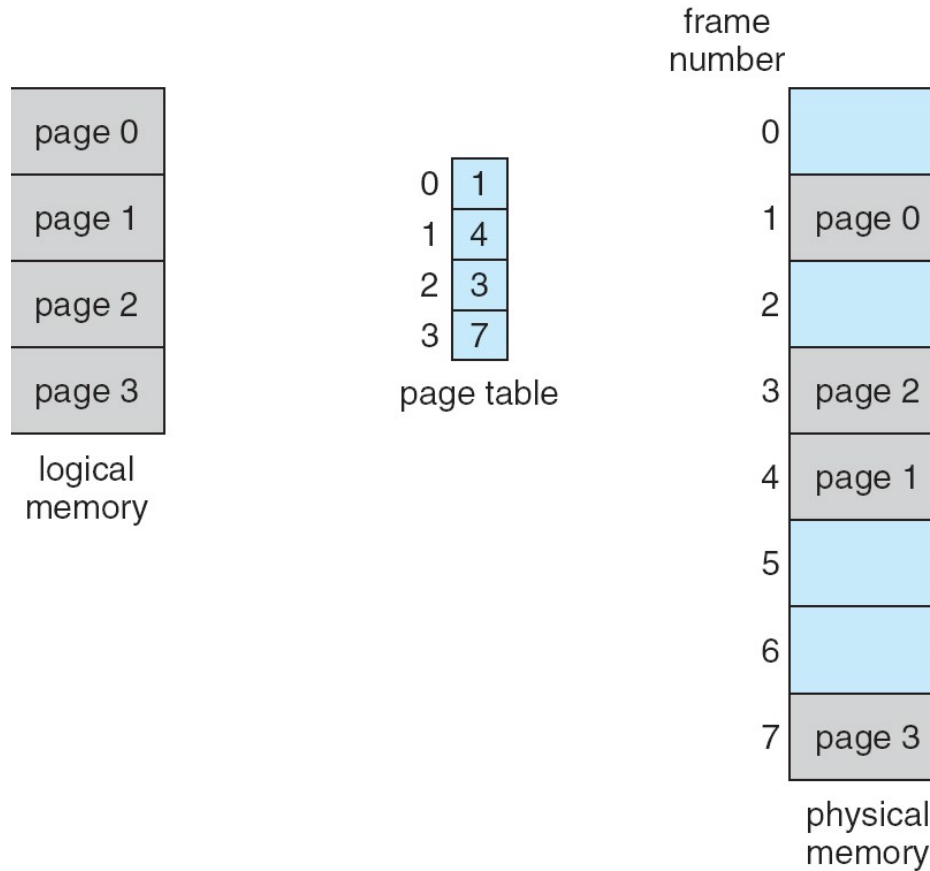 frame
number
page 0
page 1
page 2
page 3
logical
memory
0 1
1 4
2 3
3 7
page table
0
1 page 0
2
3 page 2
4 page 1
5
6
7 page 3
physical
memory